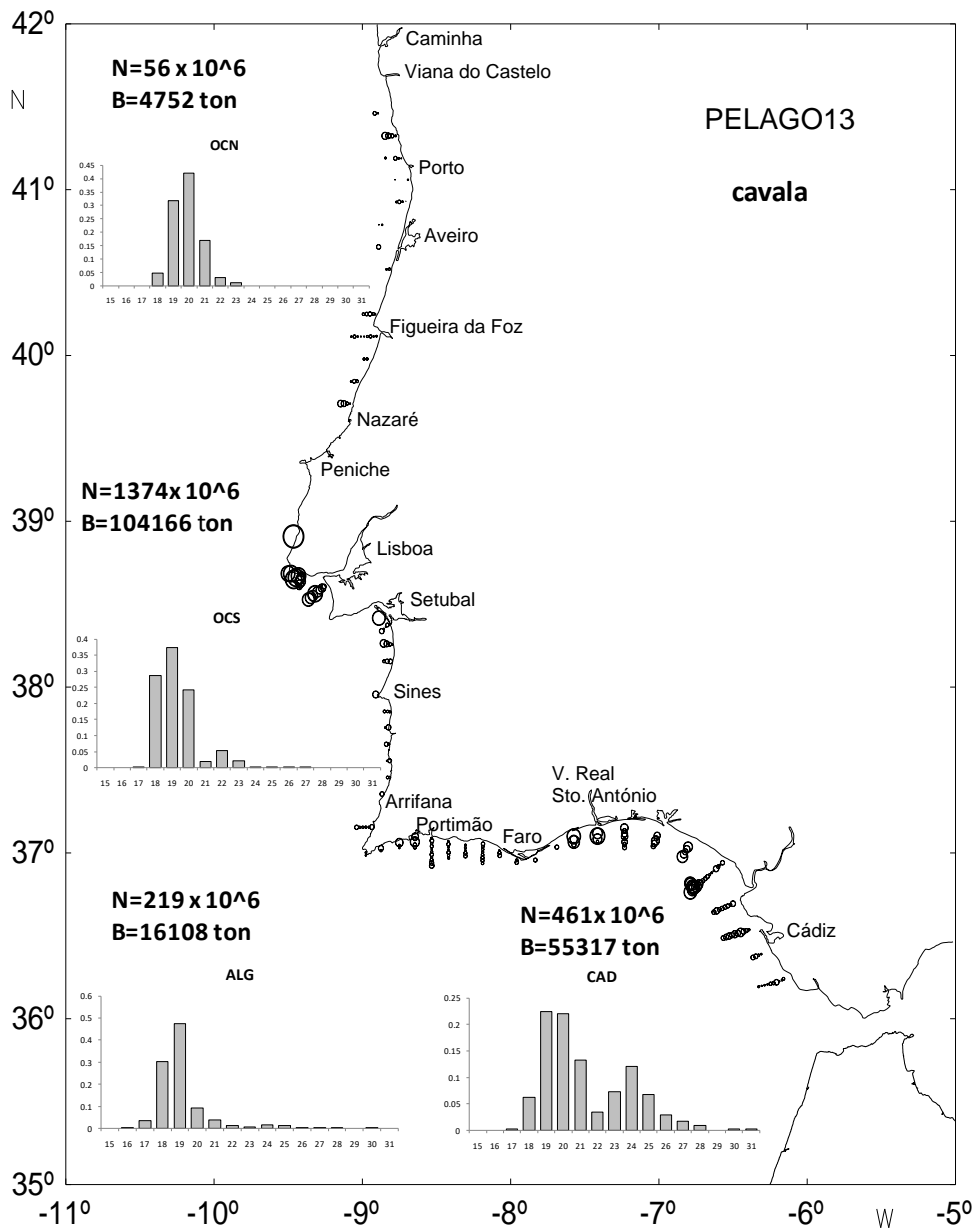 42⁰
Caminha
N=56 x 10^6
Viana do Castelo
B=4752 ton
N
PELAGO13
OCN
Porto
0.45
0.4
0.35
0.3
0.25
0.2
0.15
0.1
0.05
0
41⁰
cavala
Aveiro
15 16 17 18 19 20 21 22 23 24 25 26 27 28 29 30 31
Figueira da Foz
40⁰
Nazaré
Peniche
N=1374x 10^6
B=104166 ton
39⁰
Lisboa
Setubal
OCS
0.4
0.35
0.3
0.25
0.2
0.15
0.1
0.05
0
38⁰
Sines
15 16 17 18 19 20 21 22 23 24 25 26 27 28 29 30 31
V. Real
Sto. António
Arrifana
Portimão
Faro
37⁰
N=219 x 10^6
B=16108 ton
N=461x 10^6
B=55317 ton
Cádiz
ALG
0.6
0.5
0.4
0.3
0.2
0.1
0
15 16 17 18 19 20 21 22 23 24 25 26 27 28 29 30 31
CAD
0.25
0.2
0.15
0.1
0.05
0
15 16 17 18 19 20 21 22 23 24 25 26 27 28 29 30 31
36⁰
35⁰
-11⁰ -10⁰ -9⁰ -8⁰ -7⁰ -6⁰ -5⁰
W